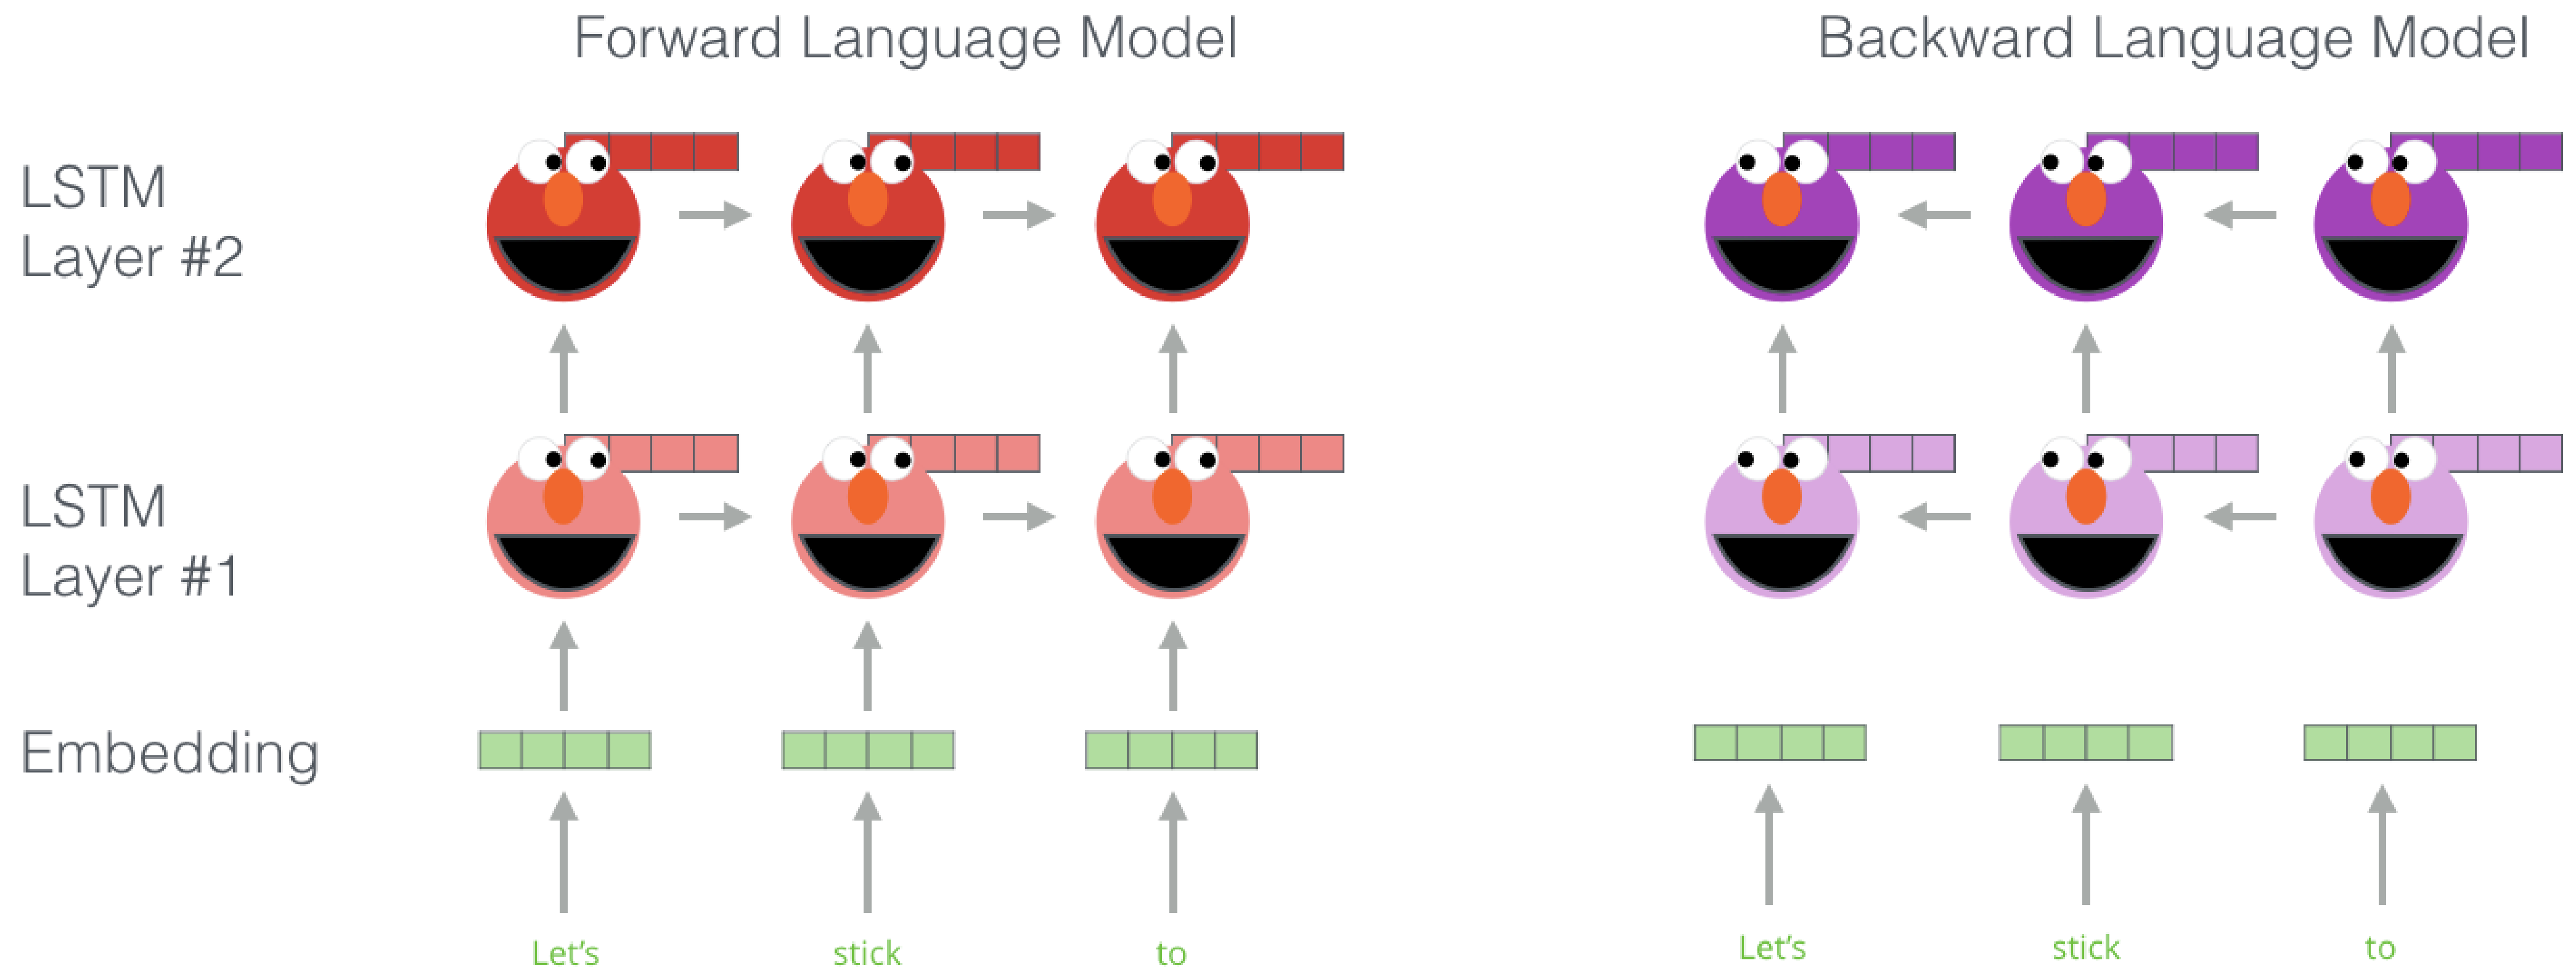 Forward Language Model
Backward Language Model
LSTM
Layer #2
LSTM
Layer #1
Embedding
Let's
stick
to
Let's
stick
to